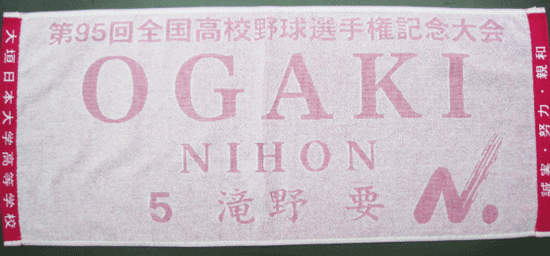 第95回全国高校野球選手権記念大会
OGAKI
NIHON
5 滝野 要
N.
大垣日本大学高等学校
誠実・努力・親和